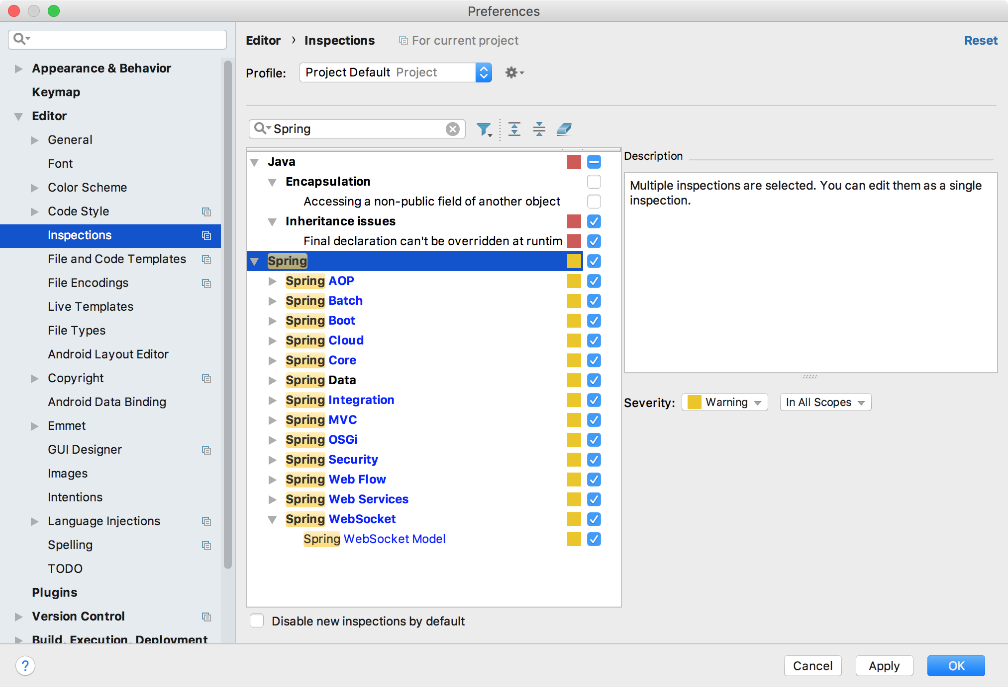 Preferences
Appearance & Behavior
Keymap
Editor
General
Font
Color Scheme
Code Style
Inspections
File and Code Templates
File Encodings
Live Templates
File Types
Android Layout Editor
Copyright
Android Data Binding
Emmet
GUI Designer
Images
Intentions
Language Injections
Spelling
TODO
Plugins
Version Control
Build, Execution, Deployment
Editor › Inspections For current project Reset
Profile: Project Default Project
Spring
Java
Encapsulation
Accessing a non-public field of another object
Inheritance issues
Final declaration can't be overridden at runtim
Spring
Spring AOP
Spring Batch
Spring Boot
Spring Cloud
Spring Core
Spring Data
Spring Integration
Spring MVC
Spring OSGi
Spring Security
Spring Web Flow
Spring Web Services
Spring WebSocket
Spring WebSocket Model
Disable new inspections by default
Description
Multiple inspections are selected. You can edit them as a single
inspection.
Severity: Warning In All Scopes
? Cancel Apply OK